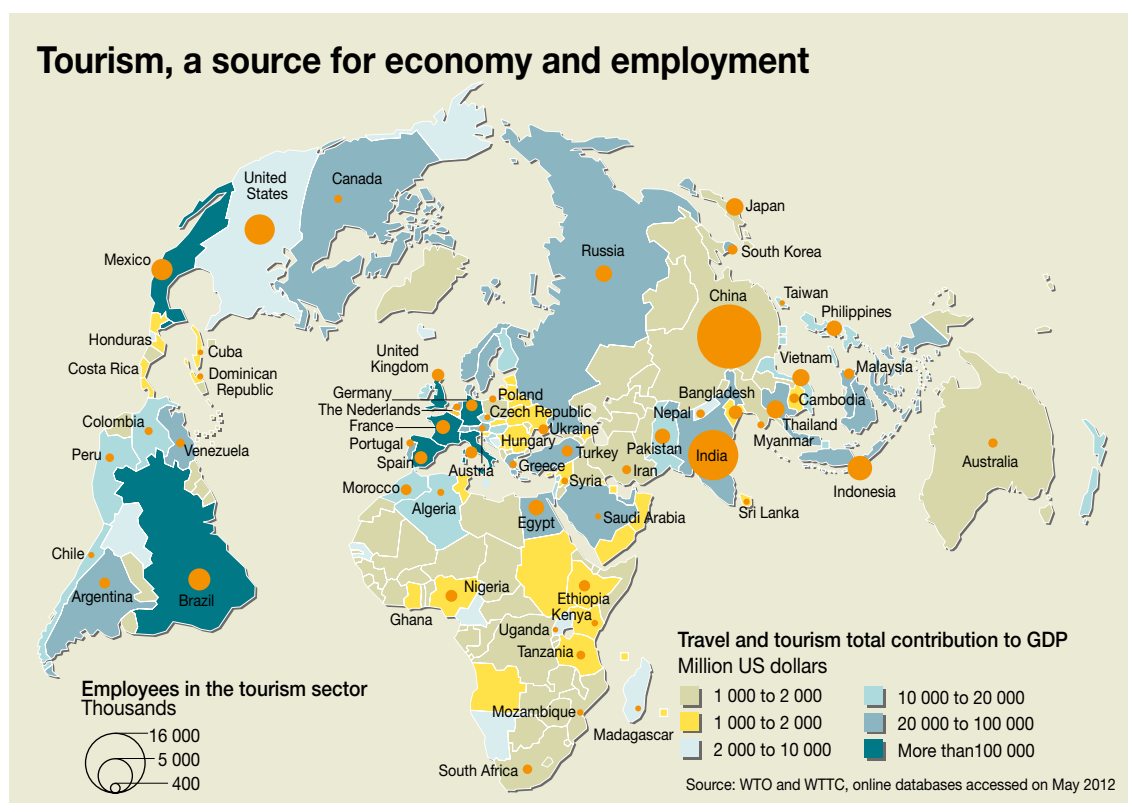 Tourism, a source for economy and employment
United
States
Canada
Mexico
Honduras
Costa Rica
Cuba
Dominican
Republic
Colombia
Venezuela
Peru
Chile
Argentina
Brazil
Russia
Japan
South Korea
China
Taiwan
Philippines
Vietnam
Malaysla
Bangladesh
Cambodia
Nepal
Thailand
Myanmar
Pakistan
India
Iran
Indonesia
Sri Lanka
Australia
United
Kingdom
Germany
The Nederlands
France
Portugal
Spain
Poland
Czech Republic
Ukraine
Hungary
Austria
Greece
Turkey
Syria
Morocco
Algeria
Egypt
Saudi Arabia
Nigeria
Ghana
Ethiopia
Kenya
Uganda
Tanzania
Mozambique
Madagascar
South Africa
Employees in the tourism sector
Thousands
16 000
5 000
400
Travel and tourism total contribution to GDP
Million US dollars
1 000 to 2 000
1 000 to 2 000
2 000 to 10 000
10 000 to 20 000
20 000 to 100 000
More than100 000
Source: WTO and WTTC, online databases accessed on May 2012